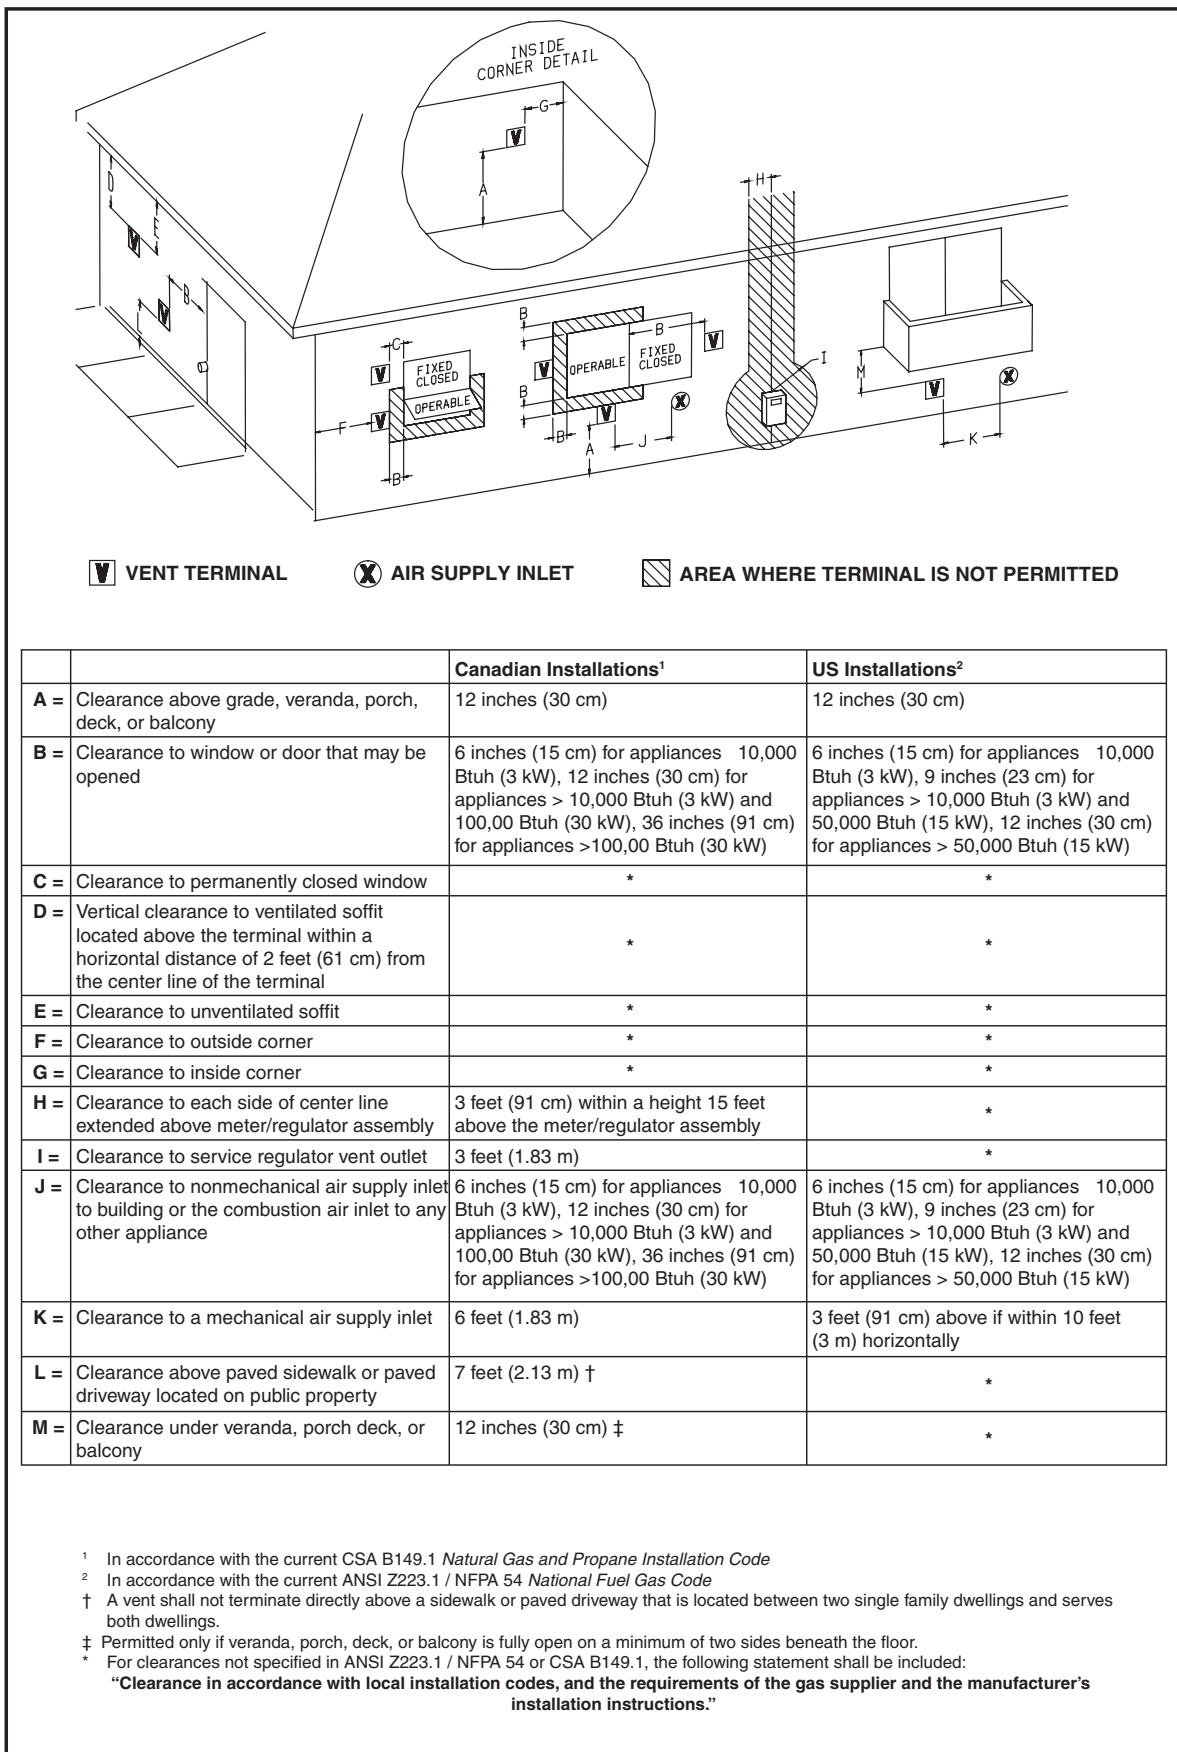 INSIDE
CORNER DETAIL
G
V
A
D
E
V
B
V
L
H
B
C
V
FIXED
CLOSED
OPERABLE
F
V
B
B
OPERABLE
FIXED
CLOSED
V
V
B
B
V
A
J
X
I
M
V
X
K
V VENT TERMINAL
X AIR SUPPLY INLET
AREA WHERE TERMINAL IS NOT PERMITTED
Canadian Installations¹
US Installations²
A = Clearance above grade, veranda, porch,
deck, or balcony
12 inches (30 cm)
12 inches (30 cm)
B = Clearance to window or door that may be
opened
6 inches (15 cm) for appliances 10,000
Btuh (3 kW), 12 inches (30 cm) for
appliances > 10,000 Btuh (3 kW) and
100,00 Btuh (30 kW), 36 inches (91 cm)
for appliances >100,00 Btuh (30 kW)
6 inches (15 cm) for appliances 10,000
Btuh (3 kW), 9 inches (23 cm) for
appliances > 10,000 Btuh (3 kW) and
50,000 Btuh (15 kW), 12 inches (30 cm)
for appliances > 50,000 Btuh (15 kW)
C = Clearance to permanently closed window
*
*
D = Vertical clearance to ventilated soffit
located above the terminal within a
horizontal distance of 2 feet (61 cm) from
the center line of the terminal
*
*
E = Clearance to unventilated soffit
*
*
F = Clearance to outside corner
*
*
G = Clearance to inside corner
*
*
H = Clearance to each side of center line
extended above meter/regulator assembly
3 feet (91 cm) within a height 15 feet
above the meter/regulator assembly
*
I = Clearance to service regulator vent outlet
3 feet (1.83 m)
*
J = Clearance to nonmechanical air supply inlet
to building or the combustion air inlet to any
other appliance
6 inches (15 cm) for appliances 10,000
Btuh (3 kW), 12 inches (30 cm) for
appliances > 10,000 Btuh (3 kW) and
100,00 Btuh (30 kW), 36 inches (91 cm)
for appliances >100,00 Btuh (30 kW)
6 inches (15 cm) for appliances 10,000
Btuh (3 kW), 9 inches (23 cm) for
appliances > 10,000 Btuh (3 kW) and
50,000 Btuh (15 kW), 12 inches (30 cm)
for appliances > 50,000 Btuh (15 kW)
K = Clearance to a mechanical air supply inlet
6 feet (1.83 m)
3 feet (91 cm) above if within 10 feet
(3 m) horizontally
L = Clearance above paved sidewalk or paved
driveway located on public property
7 feet (2.13 m) †
*
M = Clearance under veranda, porch deck, or
balcony
12 inches (30 cm) ‡
*
¹ In accordance with the current CSA B149.1 Natural Gas and Propane Installation Code
² In accordance with the current ANSI Z223.1 / NFPA 54 National Fuel Gas Code
† A vent shall not terminate directly above a sidewalk or paved driveway that is located between two single family dwellings and serves
both dwellings.
‡ Permitted only if veranda, porch, deck, or balcony is fully open on a minimum of two sides beneath the floor.
* For clearances not specified in ANSI Z223.1 / NFPA 54 or CSA B149.1, the following statement shall be included:
“Clearance in accordance with local installation codes, and the requirements of the gas supplier and the manufacturer’s
installation instructions.”